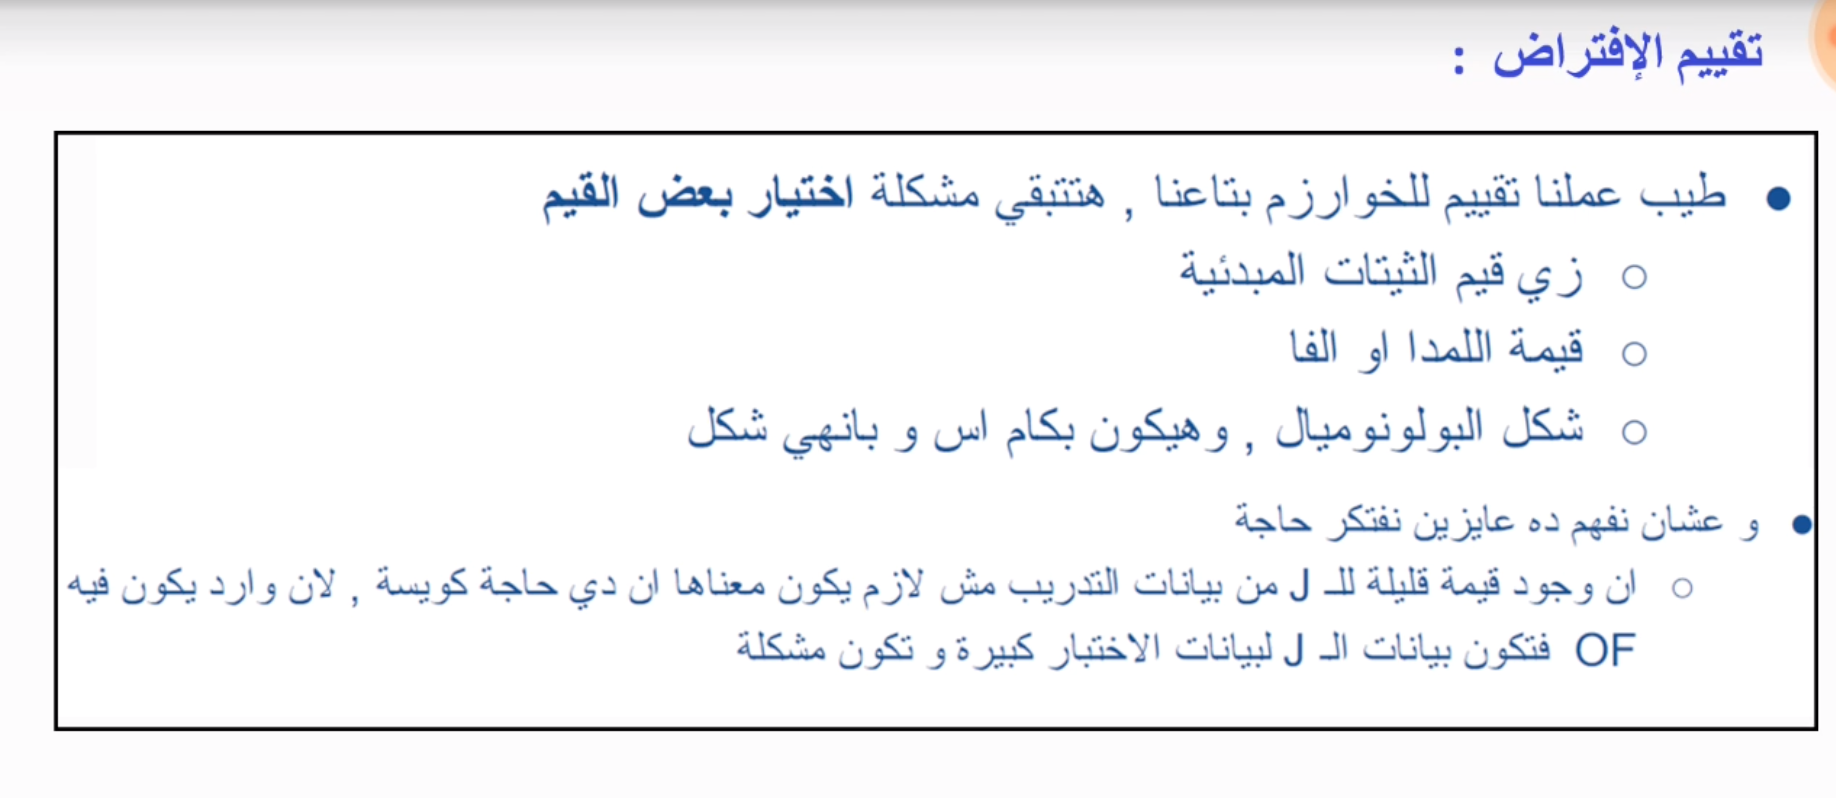 تقييم الإفتراض :
● طيب عملنا تقييم للخوارزم بتاعنا , هتتبقي مشكلة اختيار بعض القيم
○ زي قيم الثيتات المبدئية
○ قيمة اللمدا او الفا
○ شكل البولونوميال , وهيكون بكام اس و بانهي شكل
● و عشان نفهم ده عايزين نفتكر حاجة
○ ان وجود قيمة قليلة للـ J من بيانات التدريب مش لازم يكون معناها ان دي حاجة كويسة , لان وارد يكون فيه
OF فتكون بيانات الـ J لبيانات الاختبار كبيرة و تكون مشكلة